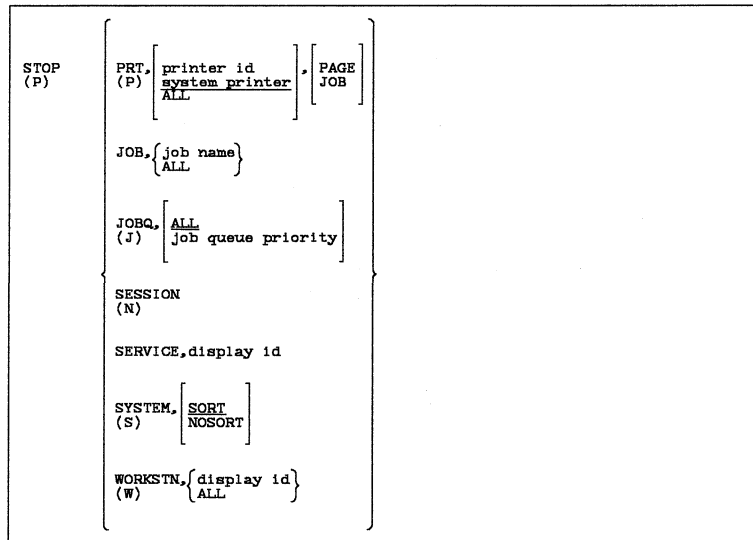 STOP PRT, printer id , PAGE
(P) (P) system printer JOB
ALL
JOB, job name
ALL
JOBQ, ALL
(J) job queue priority
SESSION
(N)
SERVICE,display id
SYSTEM, SORT
(S) NOSORT
WORKSTN, display id
(W) ALL